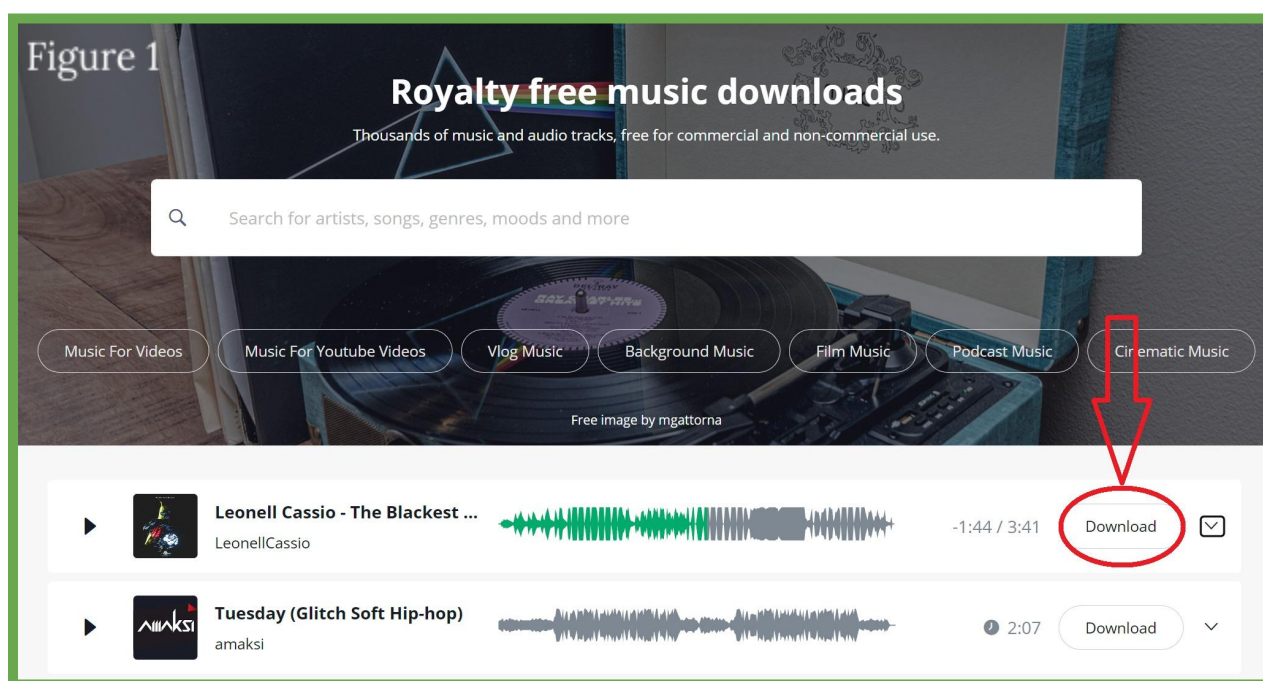 Figure 1
Royalty free music downloads
Thousands of music and audio tracks, free for commercial and non-commercial use.
Search for artists, songs, genres, moods and more
Music For Videos Music For Youtube Videos Vlog Music Background Music Film Music Podcast Music Cinematic Music
Free image by mgattorna
Leonell Cassio - The Blackest ...
LeonellCassio
-1:44 / 3:41 Download
Tuesday (Glitch Soft Hip-hop)
amaksi
2:07 Download